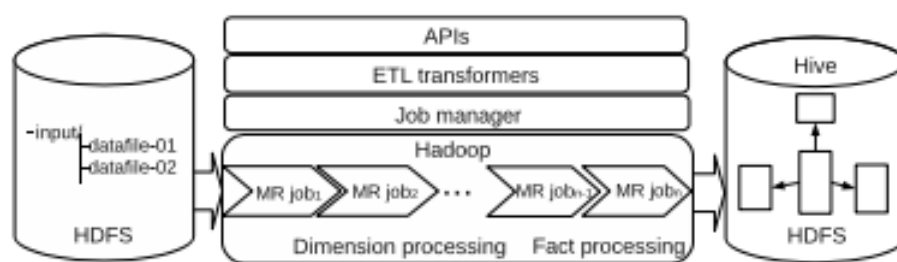 APIs
ETL transformers
Job manager
Hadoop
-input/
datafile-01
datafile-02
HDFS
MR job1
MR job2
...
MR jobn-1
MR jobn
Dimension processing
Fact processing
Hive
HDFS